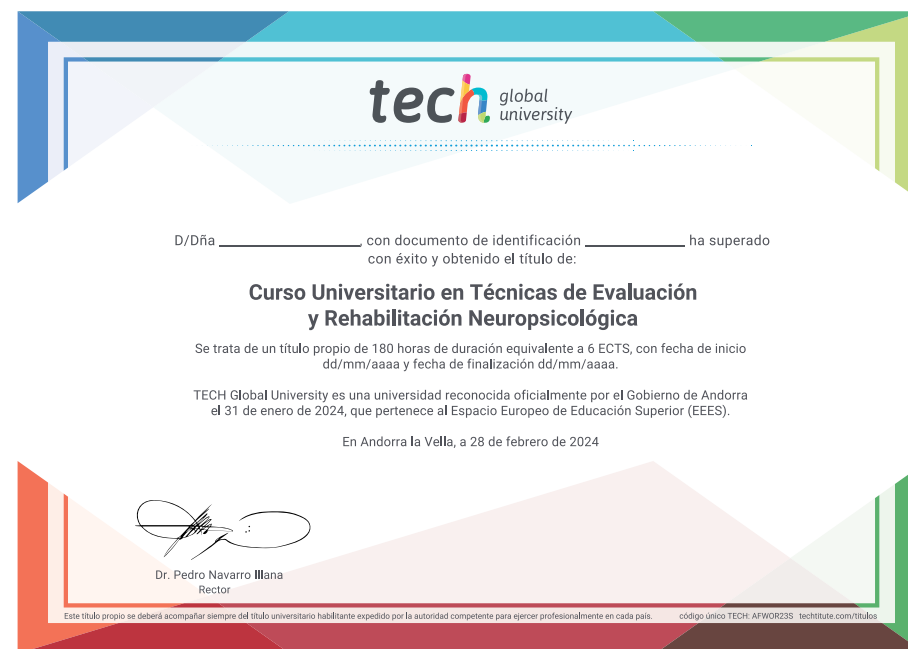 tech global university
D/Dña ____________________, con documento de identificación ______________ ha superado
con éxito y obtenido el título de:
Curso Universitario en Técnicas de Evaluación
y Rehabilitación Neuropsicológica
Se trata de un título propio de 180 horas de duración equivalente a 6 ECTS, con fecha de inicio
dd/mm/aaaa y fecha de finalización dd/mm/aaaa.
TECH Global University es una universidad reconocida oficialmente por el Gobierno de Andorra
el 31 de enero de 2024, que pertenece al Espacio Europeo de Educación Superior (EEES).
En Andorra la Vella, a 28 de febrero de 2024
Dr. Pedro Navarro Illana
Rector
Este título propio se deberá acompañar siempre del título universitario habilitante expedido por la autoridad competente para ejercer profesionalmente en cada país. código único TECH: AFWOR23S techtitute.com/titulos